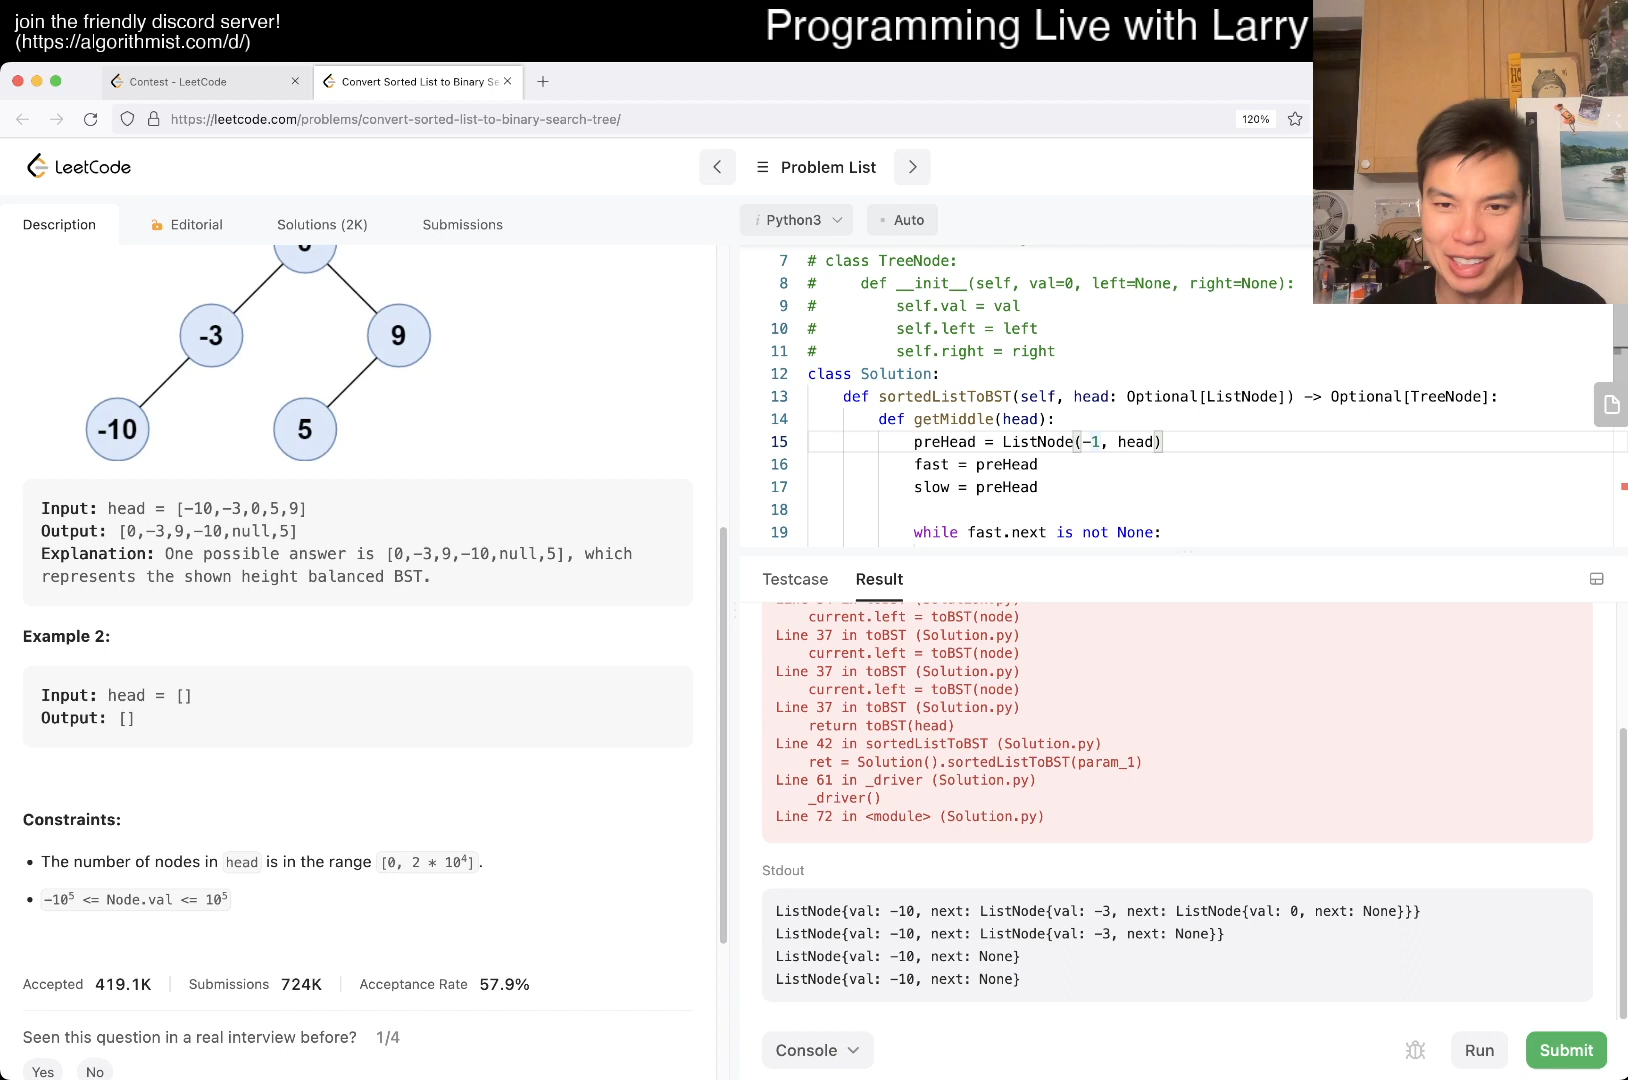 join the friendly discord server!
(https://algorithmist.com/d/)
Programming Live with Larry
Contest - LeetCode
Convert Sorted List to Binary Se
https://leetcode.com/problems/convert-sorted-list-to-binary-search-tree/
120%
LeetCode
Problem List
Description
Editorial
Solutions (2K)
Submissions
-3
9
-10
5
Input: head = [-10,-3,0,5,9]
Output: [0,-3,9,-10,null,5]
Explanation: One possible answer is [0,-3,9,-10,null,5], which
represents the shown height balanced BST.
Example 2:
Input: head = []
Output: []
Constraints:
• The number of nodes in head is in the range [0, 2 * 10⁴].
• -10⁵ <= Node.val <= 10⁵
Accepted 419.1K
Submissions 724K
Acceptance Rate 57.9%
Seen this question in a real interview before? 1/4
Yes
No
i Python3
• Auto
7 # class TreeNode:
8 #     def __init__(self, val=0, left=None, right=None):
9 #         self.val = val
10 #         self.left = left
11 #         self.right = right
12 class Solution:
13     def sortedListToBST(self, head: Optional[ListNode]) -> Optional[TreeNode]:
14         def getMiddle(head):
15             preHead = ListNode(-1, head)
16             fast = preHead
17             slow = preHead
18
19             while fast.next is not None:
Testcase
Result
current.left = toBST(node)
Line 37 in toBST (Solution.py)
current.left = toBST(node)
Line 37 in toBST (Solution.py)
current.left = toBST(node)
Line 37 in toBST (Solution.py)
return toBST(head)
Line 42 in sortedListToBST (Solution.py)
ret = Solution().sortedListToBST(param_1)
Line 61 in _driver (Solution.py)
_driver()
Line 72 in <module> (Solution.py)
Stdout
ListNode{val: -10, next: ListNode{val: -3, next: ListNode{val: 0, next: None}}}
ListNode{val: -10, next: ListNode{val: -3, next: None}}
ListNode{val: -10, next: None}
ListNode{val: -10, next: None}
Console
Run
Submit